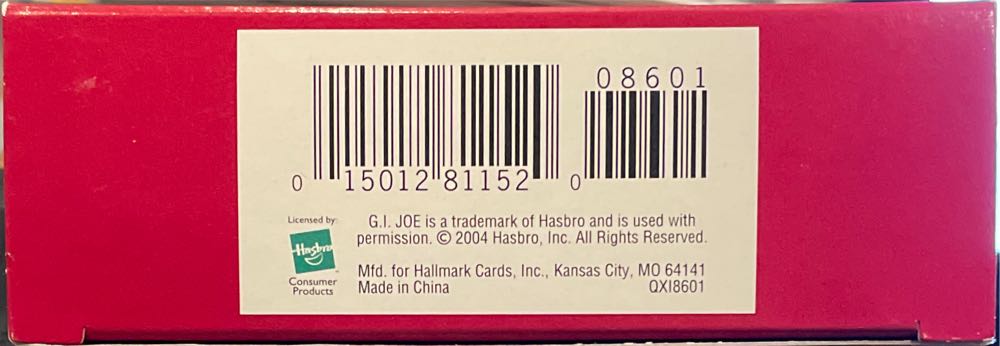 08601
0 15012 81152 0
Licensed by:
Hasbro
Consumer
Products
G.I. JOE is a trademark of Hasbro and is used with
permission. © 2004 Hasbro, Inc. All Rights Reserved.
Mfd. for Hallmark Cards, Inc., Kansas City, MO 64141
Made in China QXI8601